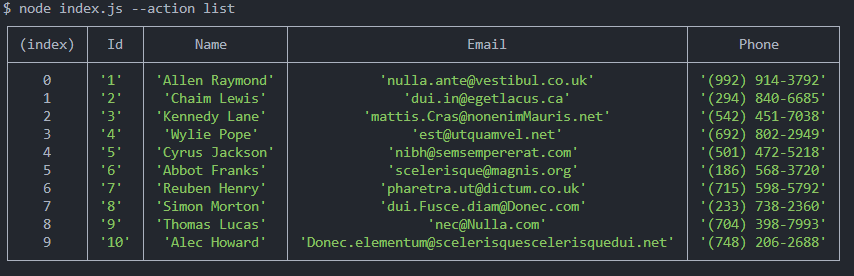 $ node index.js --action list
(index) Id Name Email Phone
0 '1' 'Allen Raymond' 'nulla.ante@vestibul.co.uk' '(992) 914-3792'
1 '2' 'Chaim Lewis' 'dui.in@egetlacus.ca' '(294) 840-6685'
2 '3' 'Kennedy Lane' 'mattis.Cras@nonenimMauris.net' '(542) 451-7038'
3 '4' 'Wylie Pope' 'est@utquamvel.net' '(692) 802-2949'
4 '5' 'Cyrus Jackson' 'nibh@semsempererat.com' '(501) 472-5218'
5 '6' 'Abbot Franks' 'scelerisque@magnis.org' '(186) 568-3720'
6 '7' 'Reuben Henry' 'pharetra.ut@dictum.co.uk' '(715) 598-5792'
7 '8' 'Simon Morton' 'dui.Fusce.diam@Donec.com' '(233) 738-2360'
8 '9' 'Thomas Lucas' 'nec@Nulla.com' '(704) 398-7993'
9 '10' 'Alec Howard' 'Donec.elementum@scelerisquescelerisquedui.net' '(748) 206-2688'